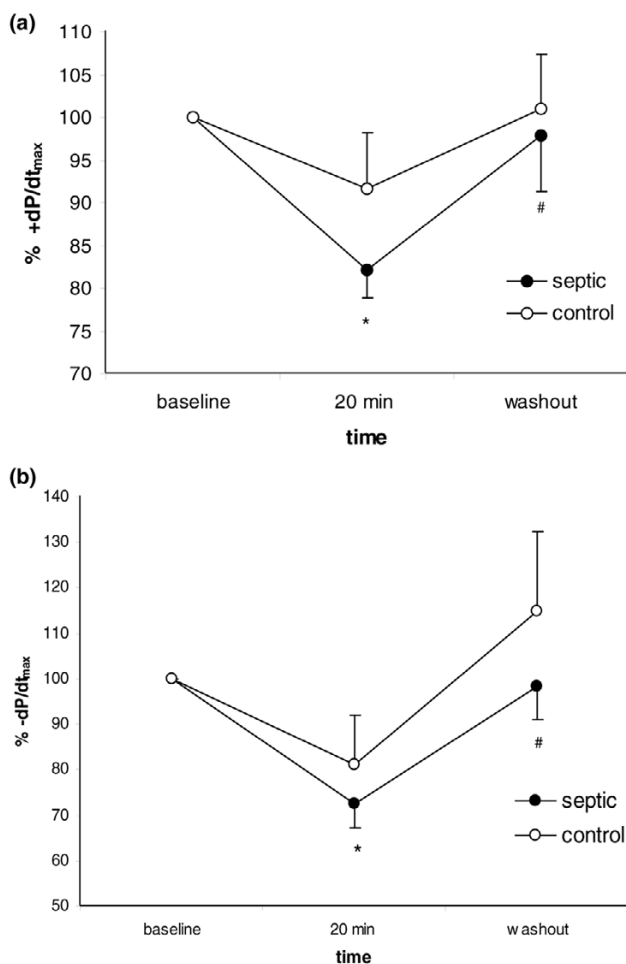 (a)
110
105
100
95
90
85
80
75
70
% +dP/dtmax
*
#
septic
control
baseline 20 min washout
time
(b)
140
130
120
110
100
90
80
70
60
50
% -dP/dtmax
*
#
septic
control
baseline 20 min washout
time